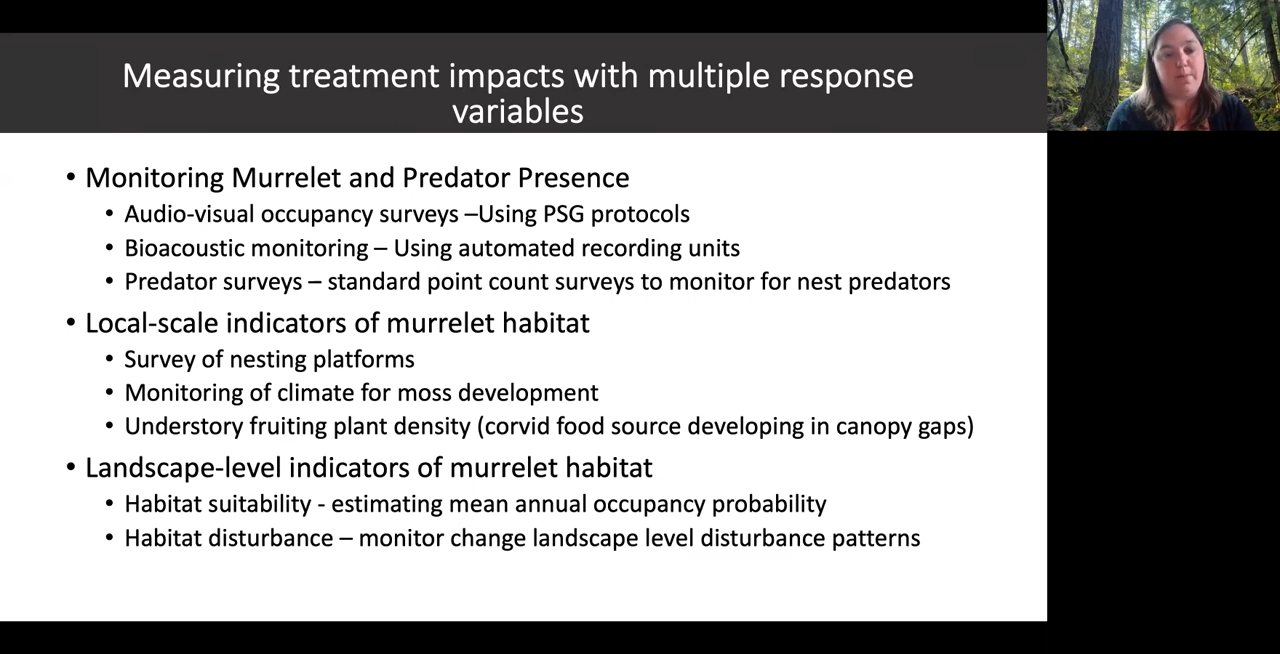 Measuring treatment impacts with multiple response
variables
• Monitoring Murrelet and Predator Presence
• Audio-visual occupancy surveys –Using PSG protocols
• Bioacoustic monitoring – Using automated recording units
• Predator surveys – standard point count surveys to monitor for nest predators
• Local-scale indicators of murrelet habitat
• Survey of nesting platforms
• Monitoring of climate for moss development
• Understory fruiting plant density (corvid food source developing in canopy gaps)
• Landscape-level indicators of murrelet habitat
• Habitat suitability - estimating mean annual occupancy probability
• Habitat disturbance – monitor change landscape level disturbance patterns